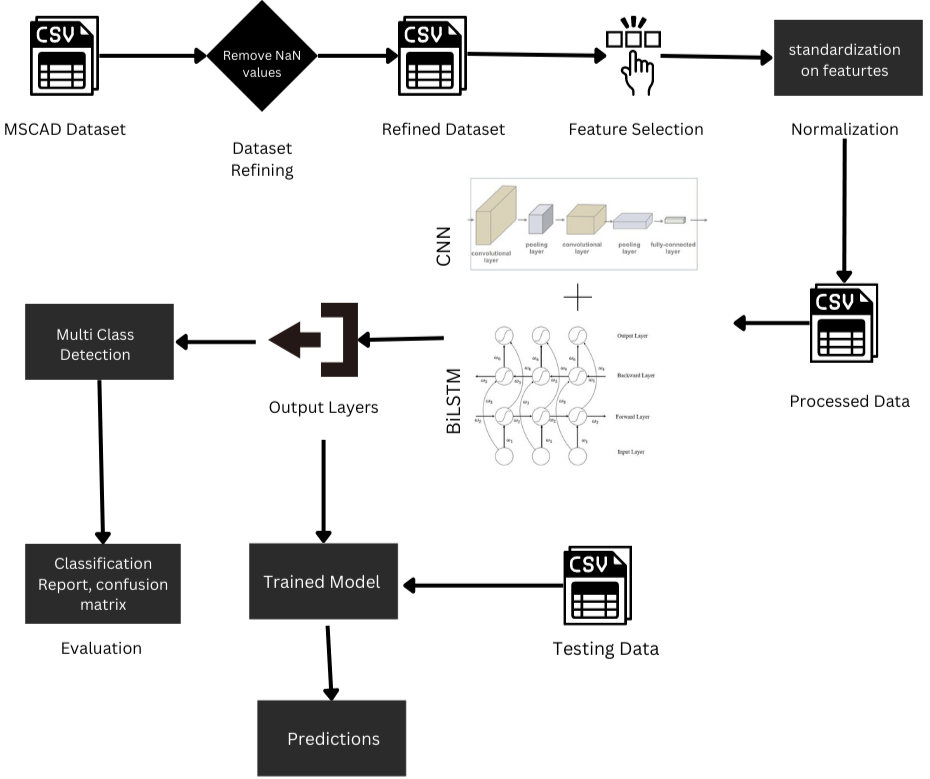 CSV
CSV
Remove NaN
values
standardization
on featurtes
MSCAD Dataset
Dataset
Refining
Refined Dataset
Feature Selection
Normalization
CNN
convolutional
layer
pooling
layer
convolutional
layer
pooling
layer
fully-connected
layer
CSV
Processed Data
Multi Class
Detection
Output Layers
BiLSTM
Output Layer
Backward Layer
Forward Layer
Input Layer
Classification
Report, confusion
matrix
Evaluation
Trained Model
CSV
Testing Data
Predictions